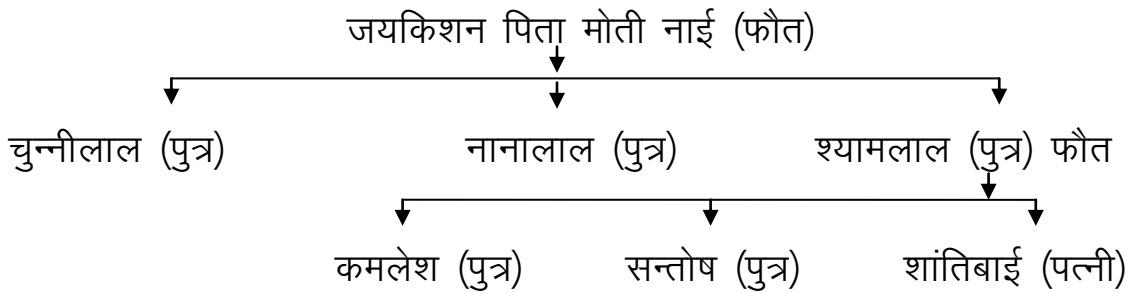 जयकिशन पिता मोती नाई (फौत)
चुन्नीलाल (पुत्र) नानालाल (पुत्र) श्यामलाल (पुत्र) फौत
कमलेश (पुत्र) सन्तोष (पुत्र) शांतिबाई (पत्नी)